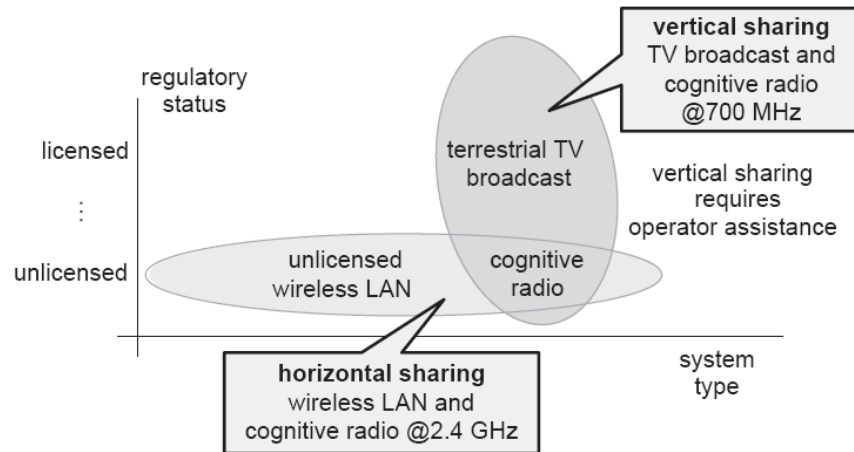 vertical sharing
TV broadcast and
cognitive radio
@700 MHz
regulatory
status
licensed
terrestrial TV
broadcast
vertical sharing
requires
operator assistance
⋮
unlicensed
unlicensed
wireless LAN
cognitive
radio
horizontal sharing
wireless LAN and
cognitive radio @2.4 GHz
system
type